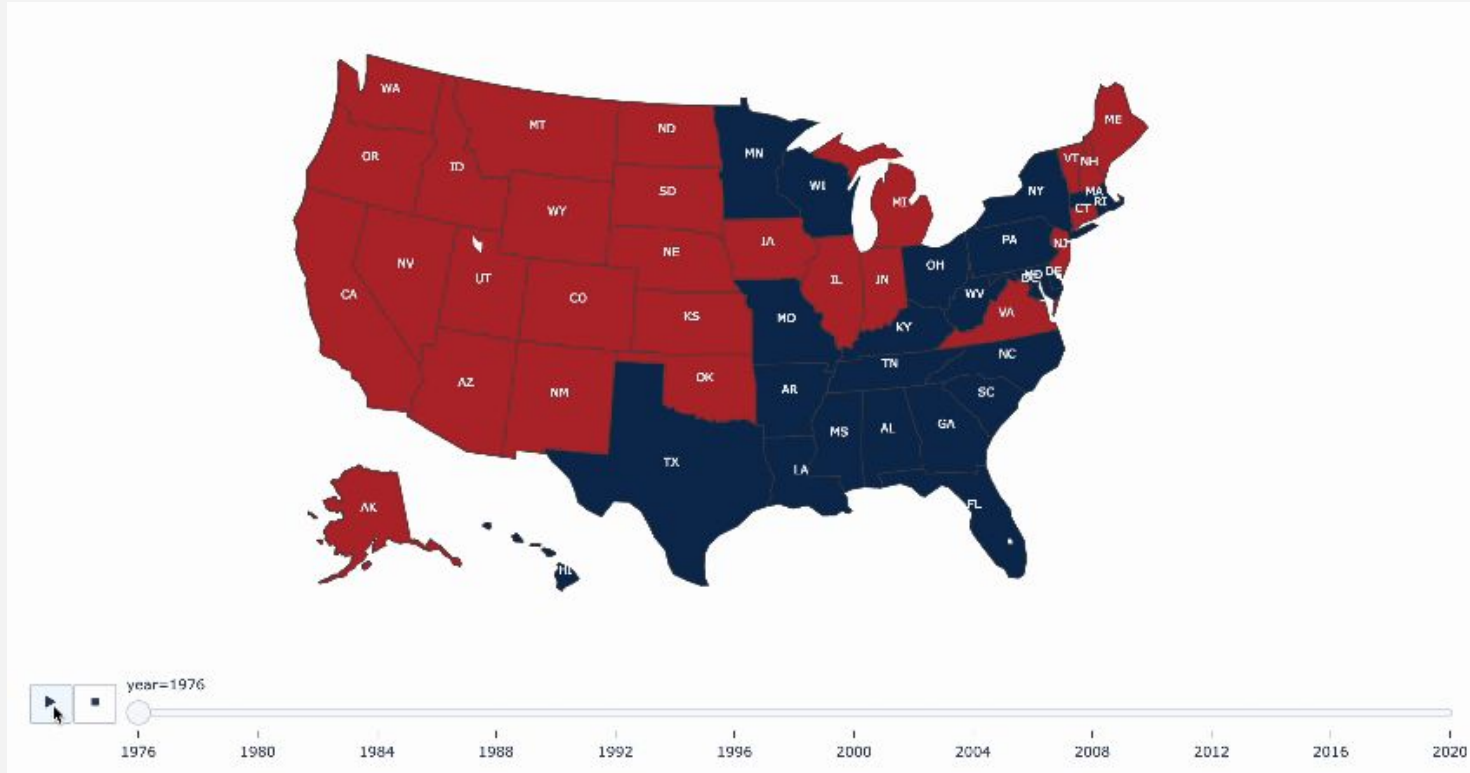 WA
ME
MT
ND
MN
VT NH
OR
ID
SD
WI
NY
MA
MI
RI
WY
CT
PA
NJ
IA
NE
NV
OH
DE
UT
IL
IN
MD
DC
CA
CO
WV
KS
MO
VA
KY
NC
TN
OK
AZ
AR
SC
NM
GA
MS
AL
TX
LA
FL
AK
HI
year=1976
1976 1980 1984 1988 1992 1996 2000 2004 2008 2012 2016 2020